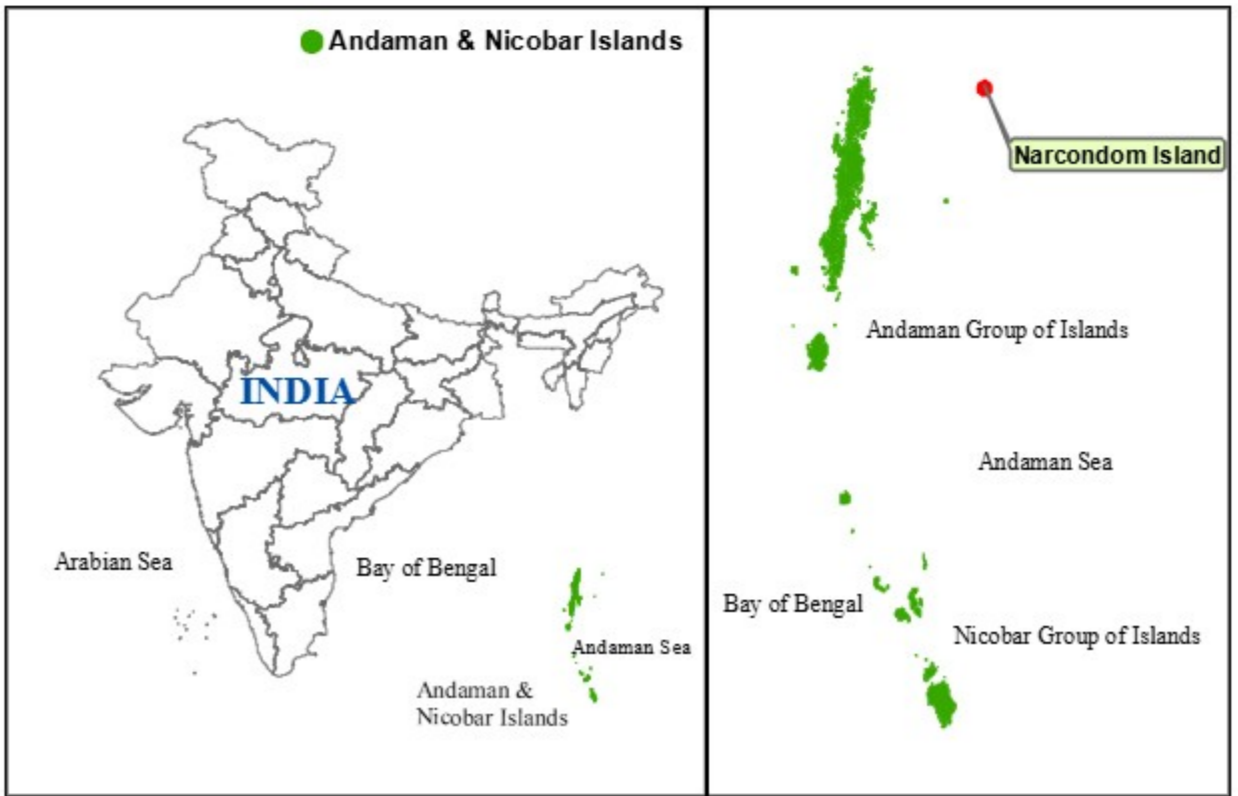 Andaman & Nicobar Islands
INDIA
Arabian Sea
Bay of Bengal
Andaman Sea
Andaman &
Nicobar Islands
Narcondom Island
Andaman Group of Islands
Andaman Sea
Bay of Bengal
Nicobar Group of Islands